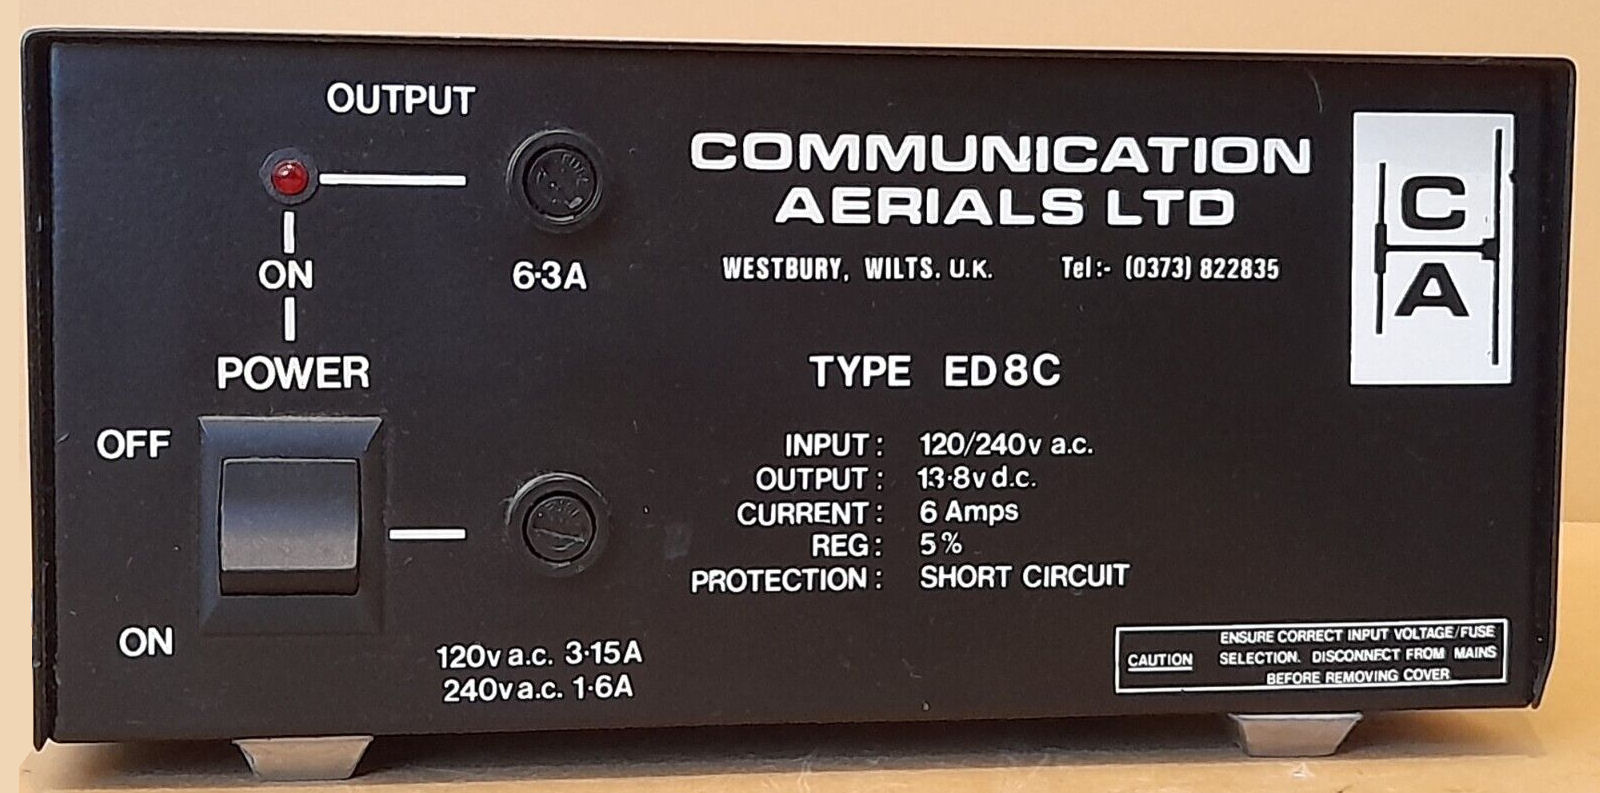 OUTPUT
6·3A
ON
POWER
OFF
ON
120v a.c. 3·15A
240v a.c. 1·6A
COMMUNICATION
AERIALS LTD
WESTBURY, WILTS. U.K. Tel:- (0373) 822835
C
A
TYPE ED8C
INPUT: 120/240v a.c.
OUTPUT: 13·8v d.c.
CURRENT: 6 Amps
REG: 5%
PROTECTION: SHORT CIRCUIT
CAUTION
ENSURE CORRECT INPUT VOLTAGE/FUSE
SELECTION. DISCONNECT FROM MAINS
BEFORE REMOVING COVER